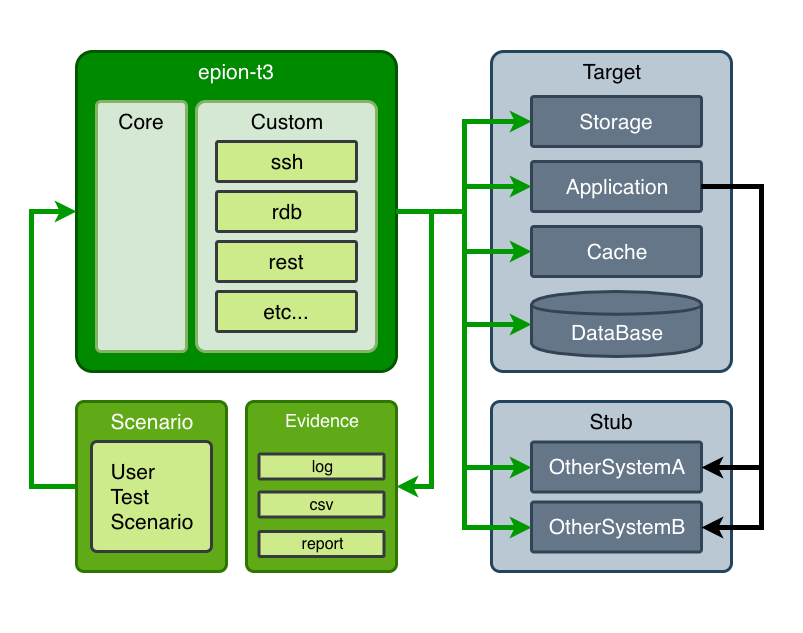 epion-t3
Core
Custom
ssh
rdb
rest
etc...
Target
Storage
Application
Cache
DataBase
Scenario
User
Test
Scenario
Evidence
log
csv
report
Stub
OtherSystemA
OtherSystemB